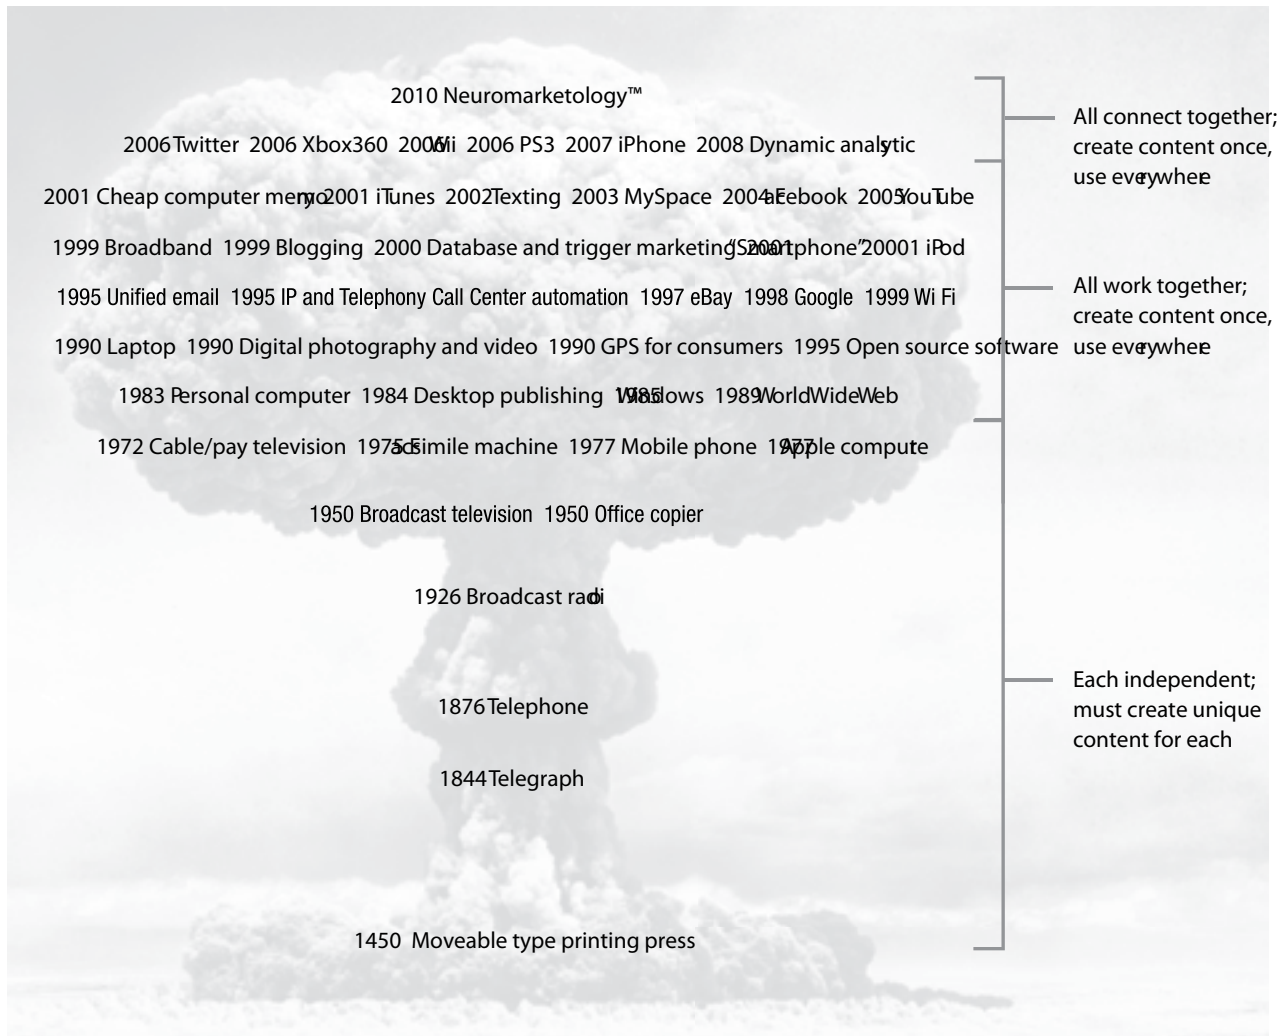 2010 Neuromarketology™
2006 Twitter 2006 Xbox360 2006 Wii 2006 PS3 2007 iPhone 2008 Dynamic analytic
2001 Cheap computer memory 2001 iTunes 2002 Texting 2003 MySpace 2004 Facebook 2005 YouTube
1999 Broadband 1999 Blogging 2000 Database and trigger marketing 2001 “Smartphone” 20001 iPod
1995 Unified email 1995 IP and Telephony Call Center automation 1997 eBay 1998 Google 1999 Wi Fi
1990 Laptop 1990 Digital photography and video 1990 GPS for consumers 1995 Open source software
1983 Personal computer 1984 Desktop publishing 1985 Windows 1989 World Wide Web
1972 Cable/pay television 1975 Facsimile machine 1977 Mobile phone 1977 Apple compute
1950 Broadcast television 1950 Office copier
1926 Broadcast radio
1876 Telephone
1844 Telegraph
1450 Moveable type printing press
All connect together;
create content once,
use everywhere
All work together;
create content once,
use everywhere
Each independent;
must create unique
content for each